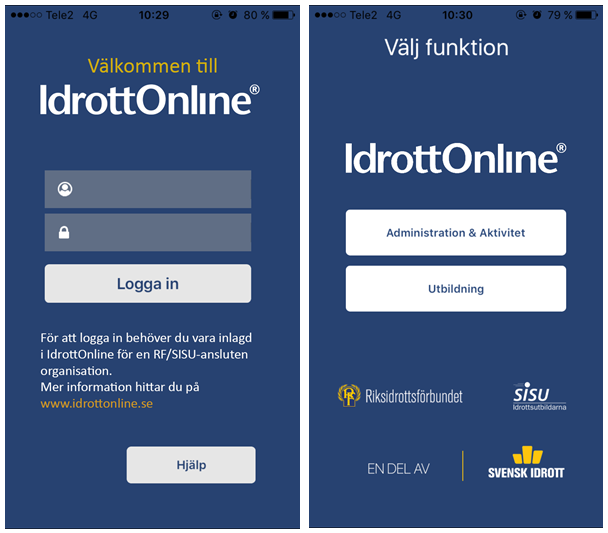 Tele2 4G 10:29 80 %
Välkommen till
IdrottOnline®
Logga in
För att logga in behöver du vara inlagd
i IdrottOnline för en RF/SISU-ansluten
organisation.
Mer information hittar du på
www.idrottonline.se
Hjälp
Tele2 4G 10:30 79 %
Välj funktion
IdrottOnline®
Administration & Aktivitet
Utbildning
Riksidrottsförbundet
SISU
Idrottsutbildarna
EN DEL AV
SVENSK IDROTT